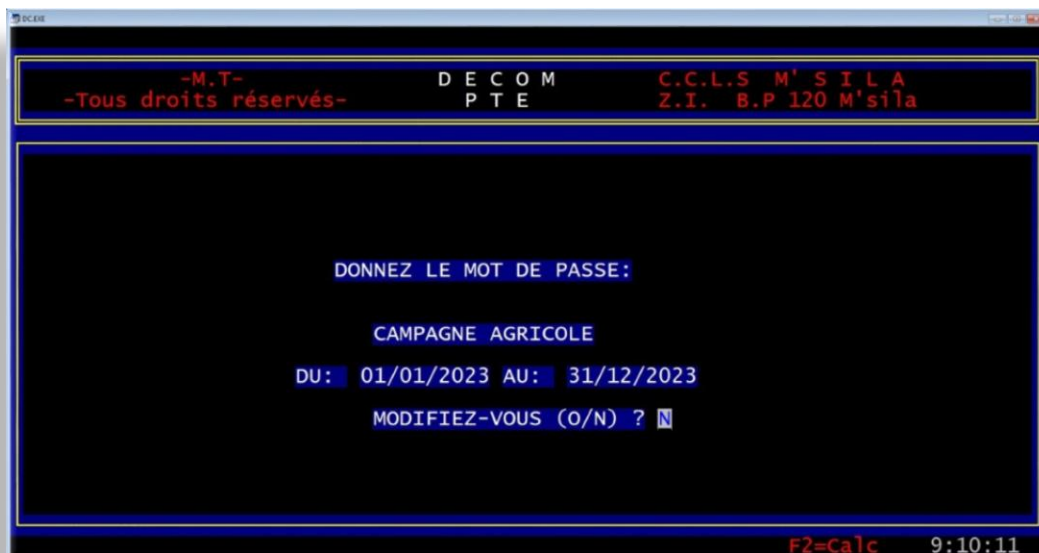 DC.EXE
-M.T- D E C O M C.C.L.S M' S I L A
-Tous droits réservés- P T E Z.I. B.P 120 M'sila
DONNEZ LE MOT DE PASSE:
CAMPAGNE AGRICOLE
DU: 01/01/2023 AU: 31/12/2023
MODIFIEZ-VOUS (O/N) ? N
F2=Calc 9:10:11